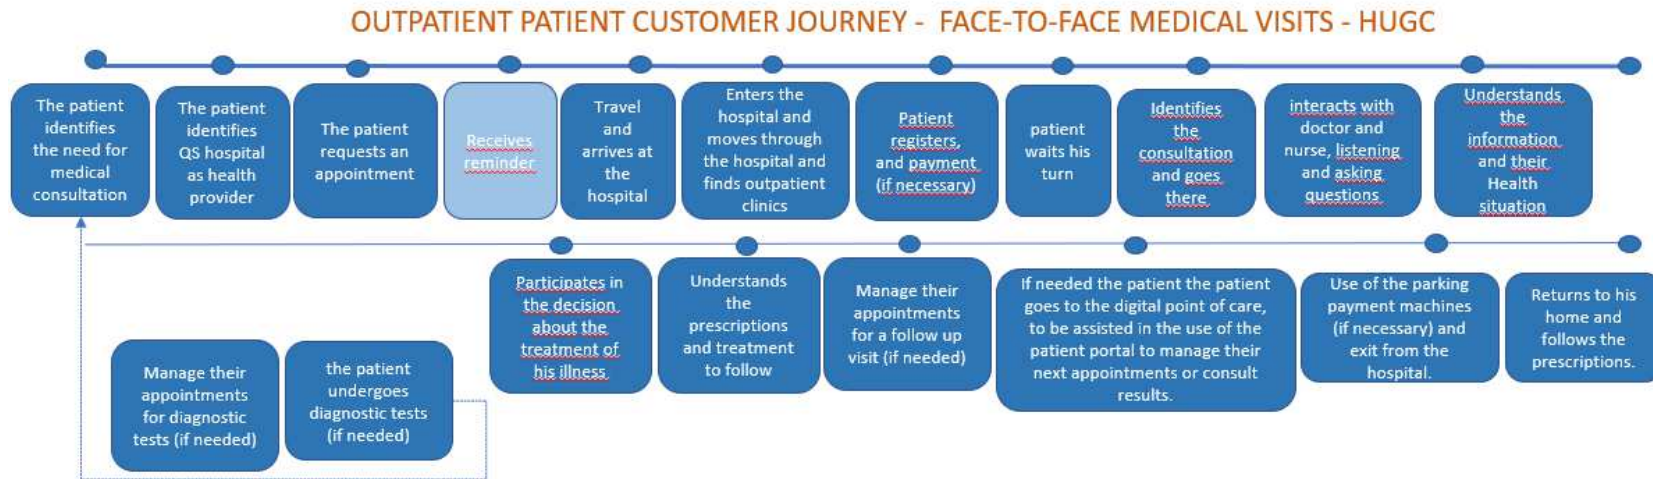 OUTPATIENT PATIENT CUSTOMER JOURNEY - FACE-TO-FACE MEDICAL VISITS - HUGC
The patient
identifies
the need for
medical
consultation
The patient
identifies
QS hospital
as health
provider
The patient
requests an
appointment
Receives
reminder
Travel
and
arrives at
the
hospital
Enters the
hospital and
moves through
the hospital and
finds outpatient
clinics
Patient
registers,
and payment
(if necessary)
patient
waits his
turn
Identifies
the
consultation
and goes
there
interacts with
doctor and
nurse, listening
and asking
questions
Understands
the
information
and their
Health
situation
Participates in
the decision
about the
treatment of
his illness
Understands
the
prescriptions
and treatment
to follow
Manage their
appointments
for a follow up
visit (if needed)
If needed the patient the patient
goes to the digital point of care,
to be assisted in the use of the
patient portal to manage their
next appointments or consult
results.
Use of the parking
payment machines
(if necessary) and
exit from the
hospital.
Returns to his
home and
follows the
prescriptions.
Manage their
appointments
for diagnostic
tests (if needed)
the patient
undergoes
diagnostic tests
(if needed)